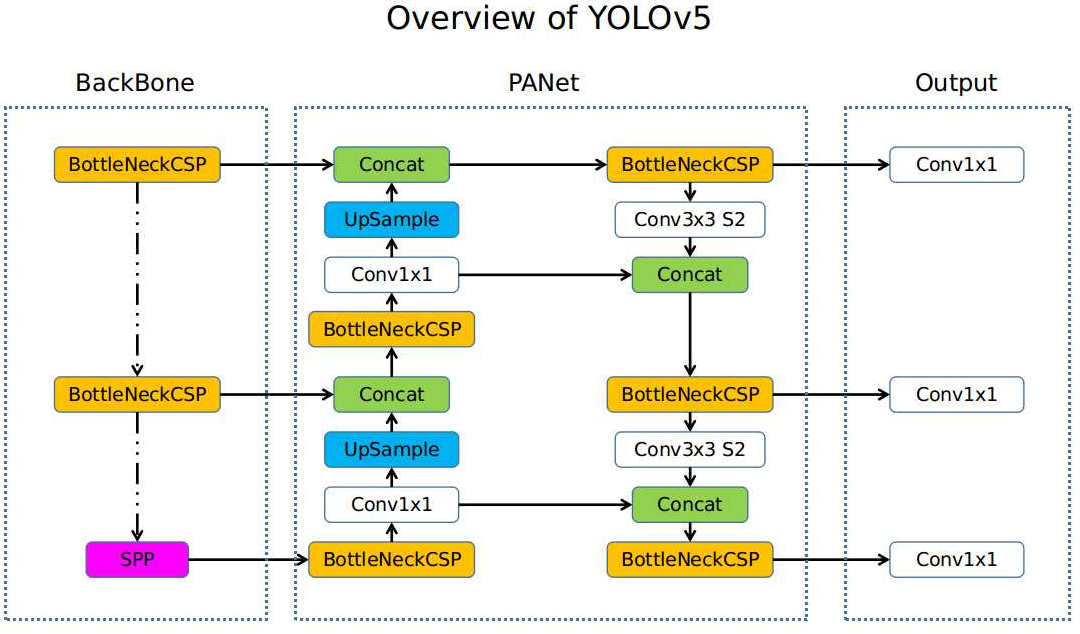 Overview of YOLOv5
BackBone
PANet
Output
BottleNeckCSP
Concat
BottleNeckCSP
Conv1x1
UpSample
Conv3x3 S2
Conv1x1
Concat
BottleNeckCSP
BottleNeckCSP
Concat
BottleNeckCSP
Conv1x1
UpSample
Conv3x3 S2
Conv1x1
Concat
SPP
BottleNeckCSP
BottleNeckCSP
Conv1x1